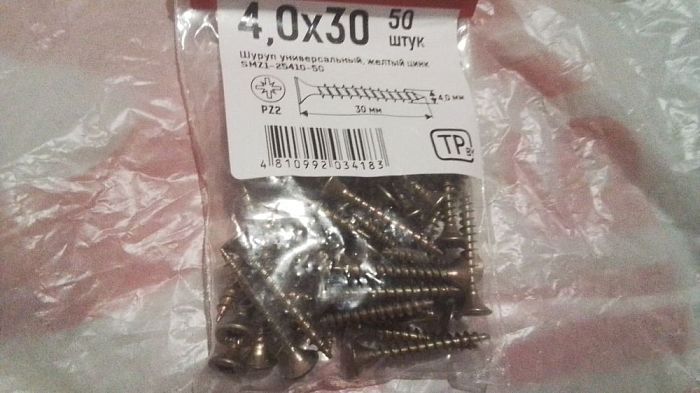 4,0x30 50
штук
Шуруп универсальный, желтый цинк
SMZ1-25410-50
PZ2
30 мм
4,0 мм
4 810992 034183
ТР